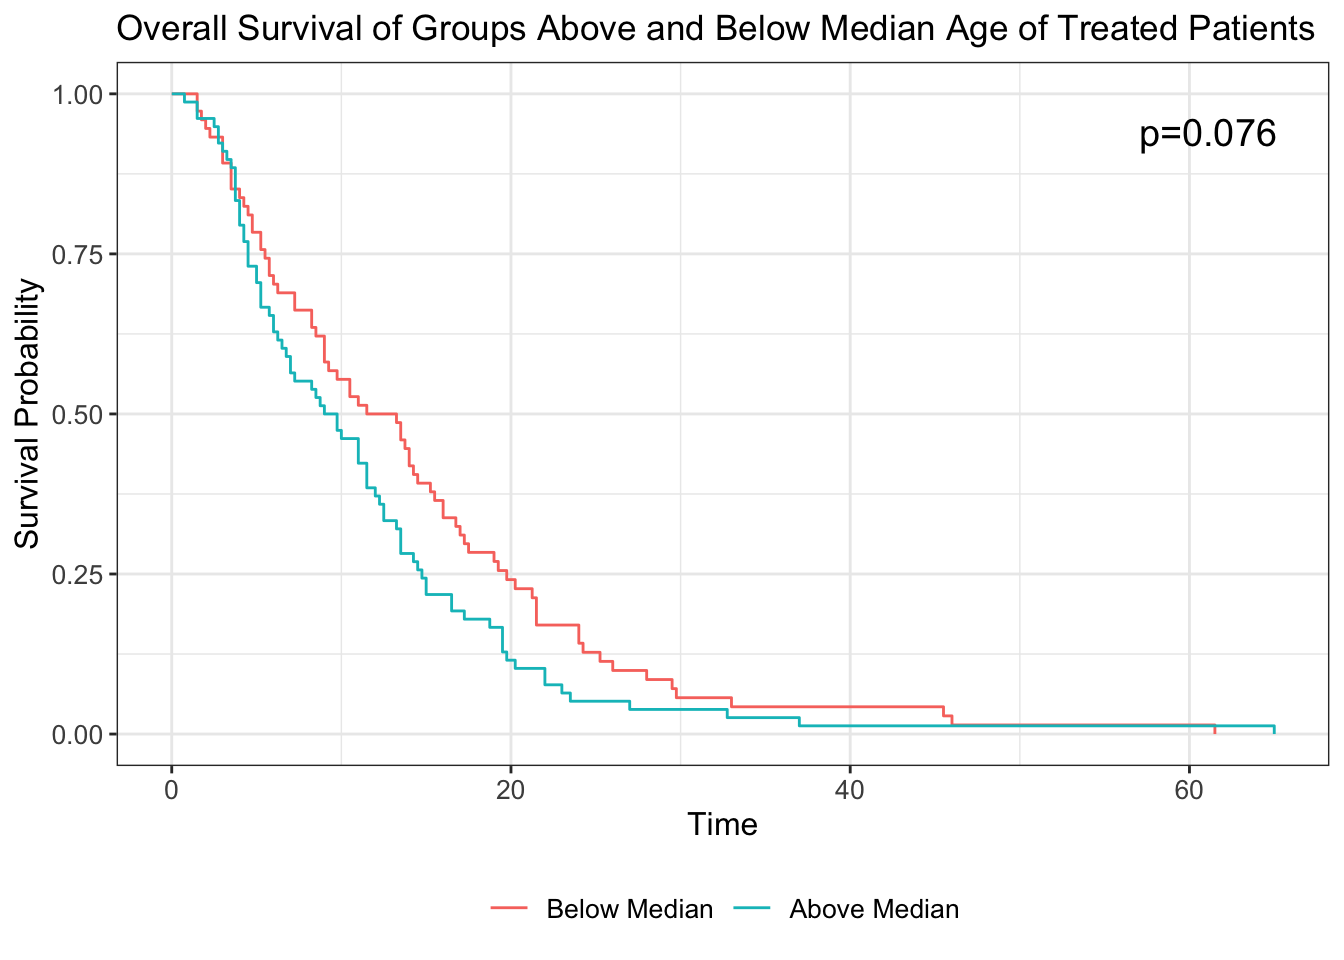 Overall Survival of Groups Above and Below Median Age of Treated Patients
p=0.076
Survival Probability
1.00
0.75
0.50
0.25
0.00
0 20 40 60
Time
Below Median Above Median